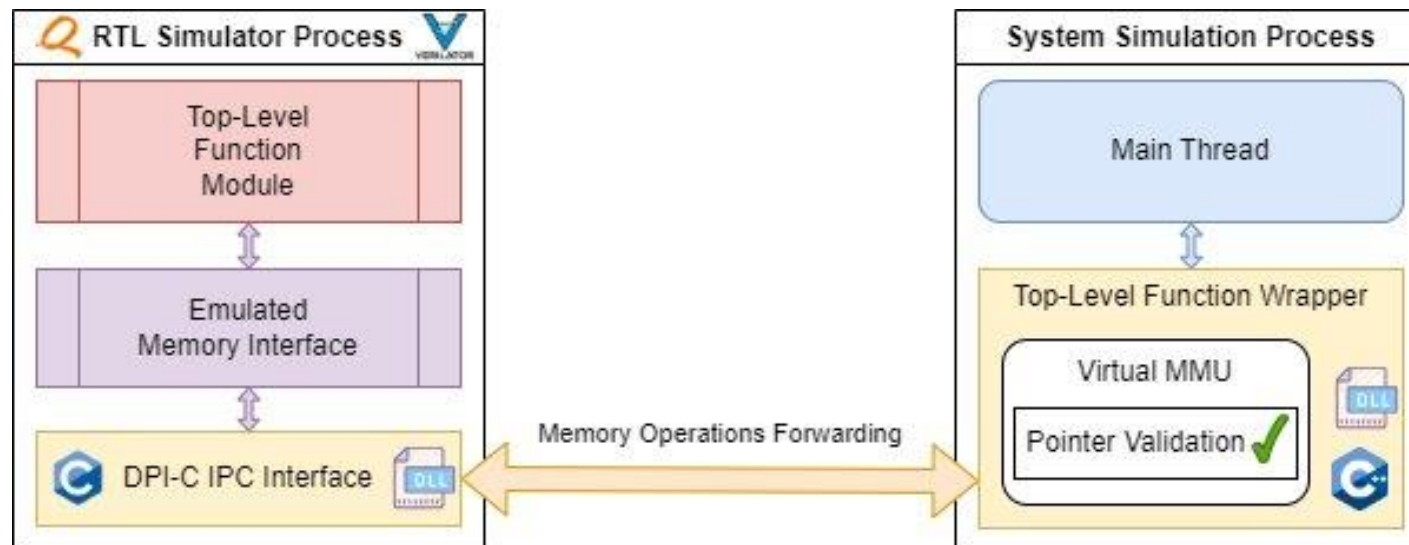 RTL Simulator Process
VERILATOR
Top-Level
Function
Module
Emulated
Memory Interface
C DPI-C IPC Interface DLL
Memory Operations Forwarding
System Simulation Process
Main Thread
Top-Level Function Wrapper
Virtual MMU
DLL
Pointer Validation
C++